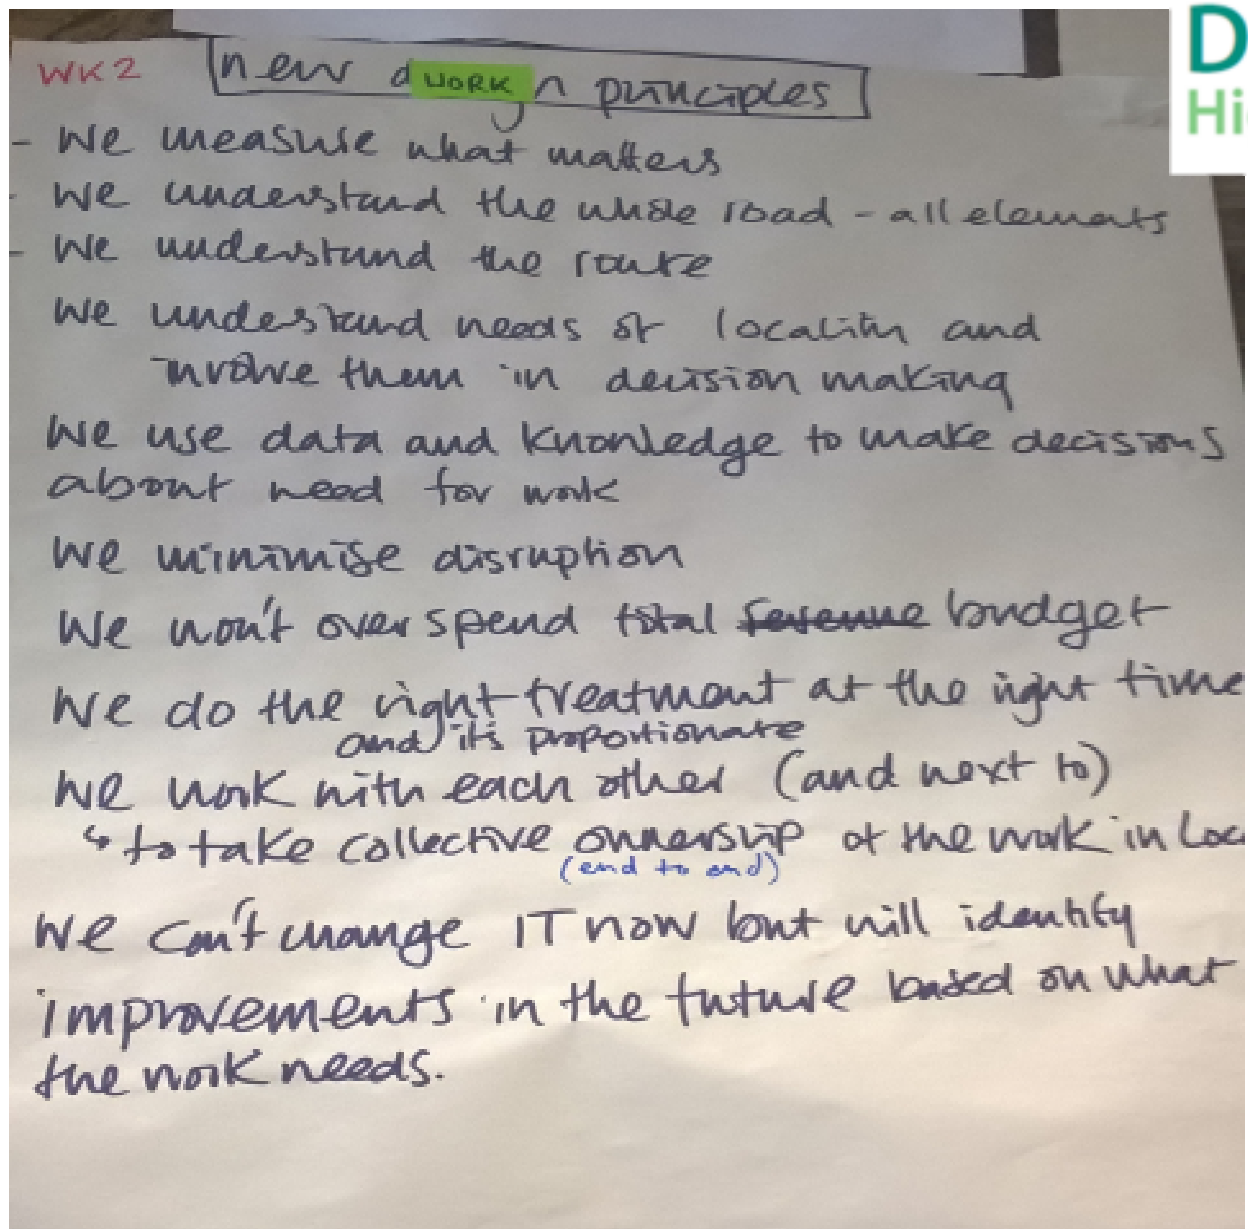 D
Hi
WK2
new d WORK n principles
- We measure what matters
- We understand the whole road - all elements
- We understand the route
We understand needs of locality and
involve them in decision making
We use data and knowledge to make decisions
about need for work
We minimise disruption
We won't overspend total revenue budget
We do the right treatment at the right time
and its proportionate
We work with each other (and next to)
↳ to take collective ownership of the work in Loc
(end to end)
We can't change IT now but will identify
improvements in the future based on what
the work needs.